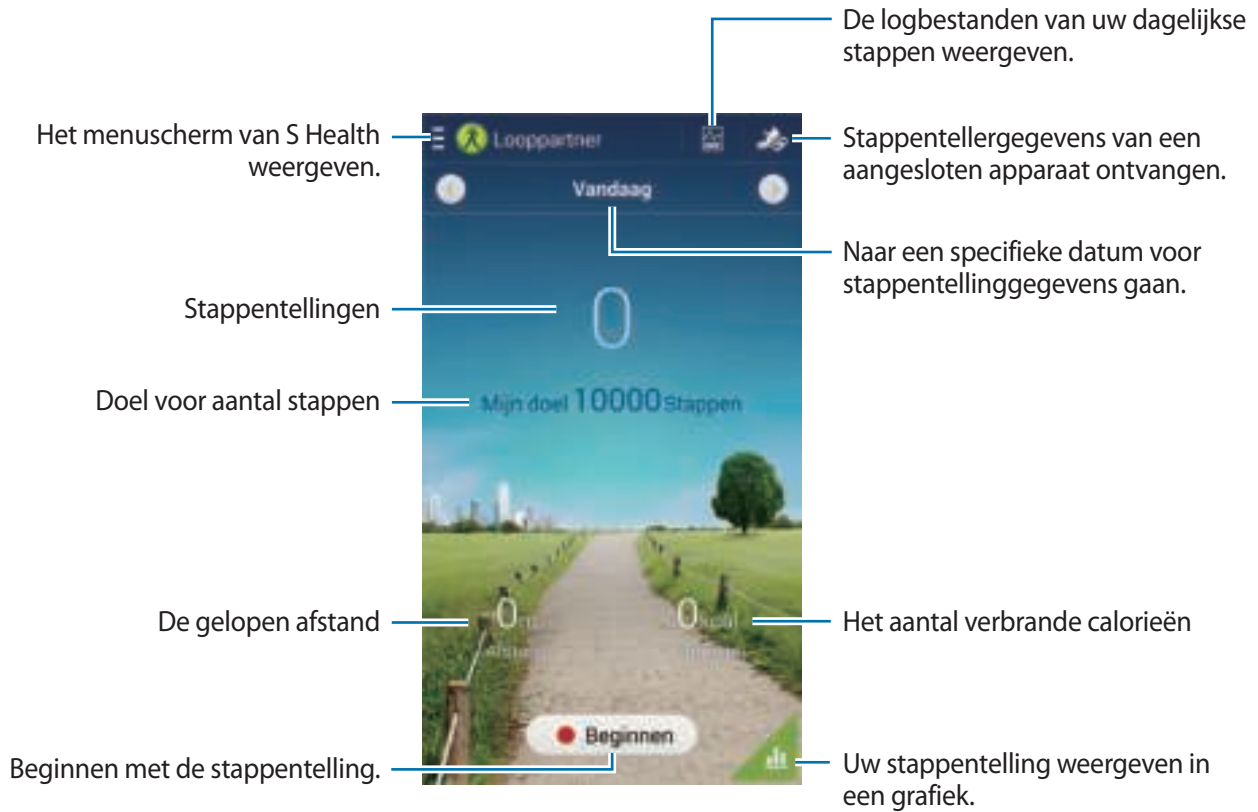 De logbestanden van uw dagelijkse
stappen weergeven.
Het menuscherm van S Health
weergeven.
Looppartner
Stappentellergegevens van een
aangesloten apparaat ontvangen.
Vandaag
Naar een specifieke datum voor
stappentellinggegevens gaan.
Stappentellingen
0
Doel voor aantal stappen
Mijn doel 10000 Stappen
De gelopen afstand
0
0 kcal
Het aantal verbrande calorieën
Beginnen
Beginnen met de stappentelling.
Uw stappentelling weergeven in
een grafiek.